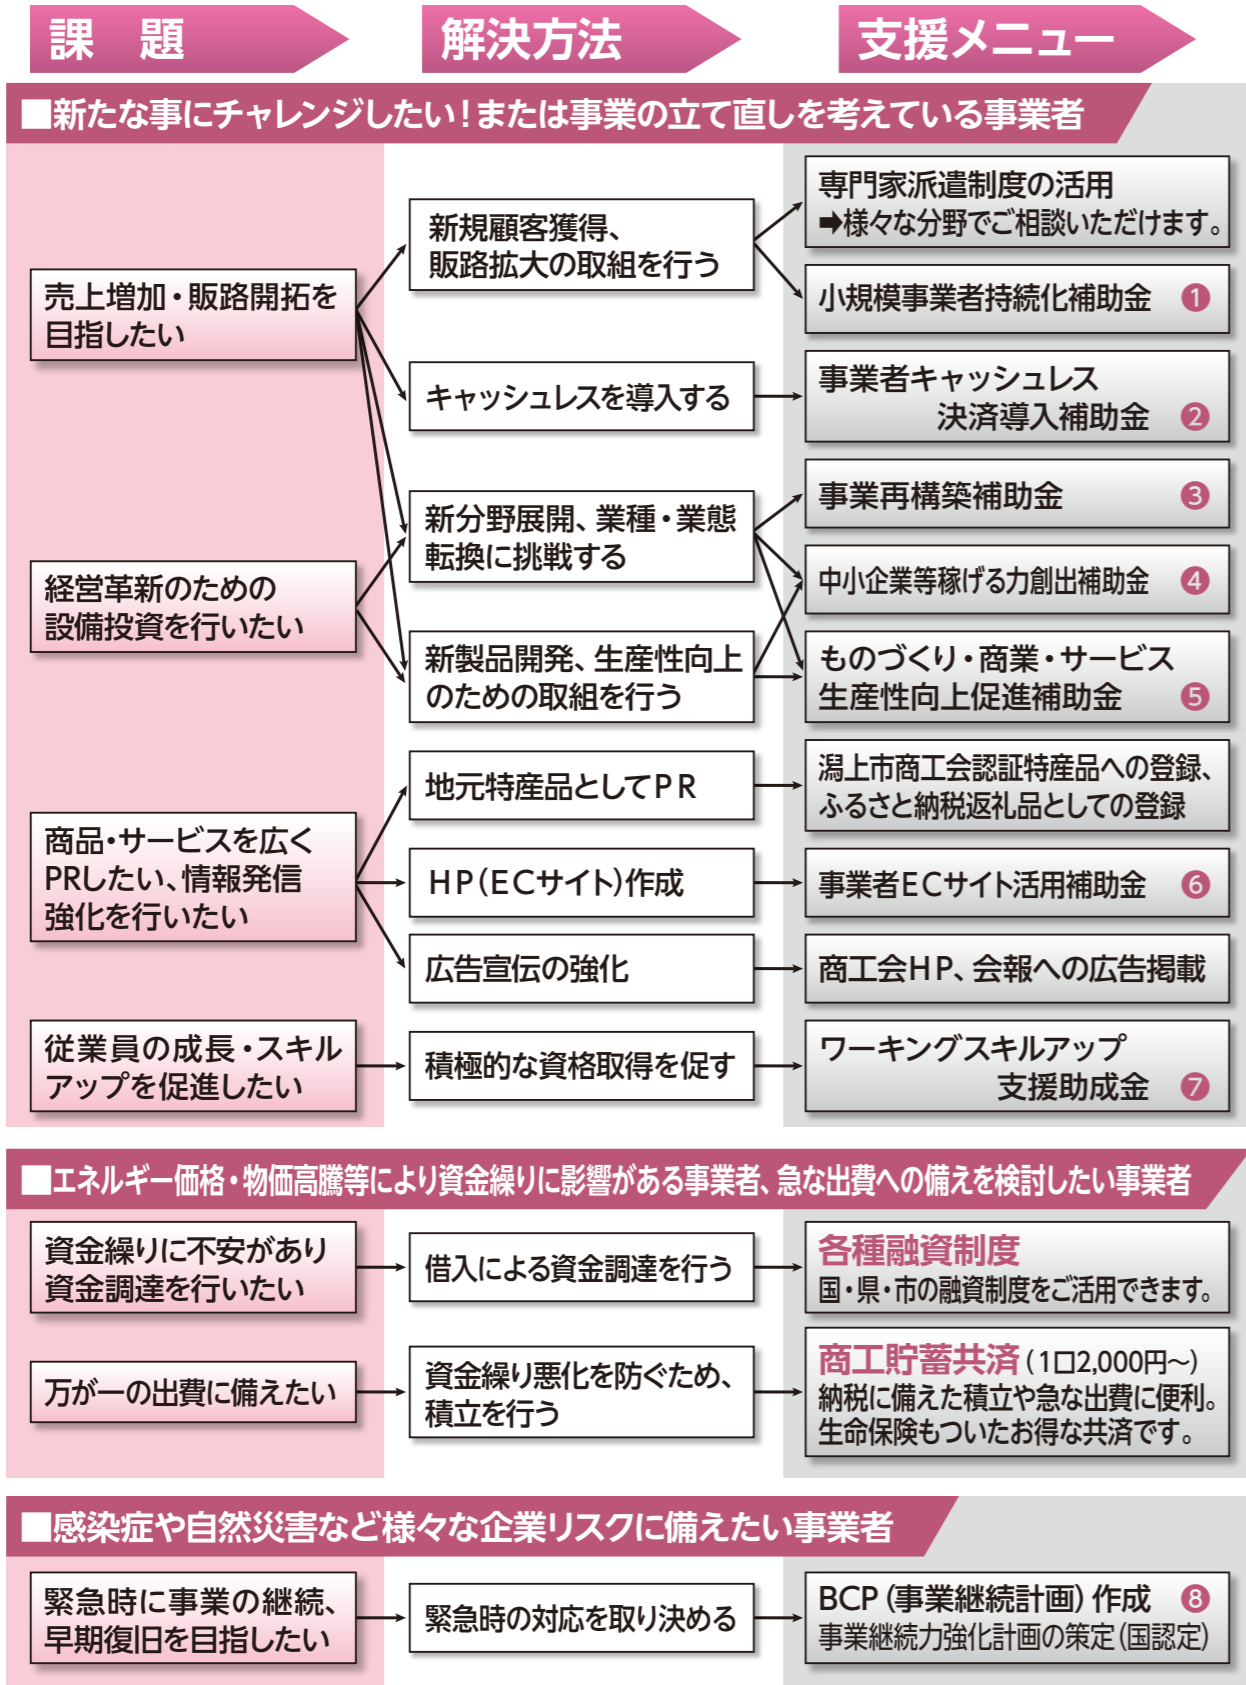 課題
解決方法
支援メニュー
■新たな事にチャレンジしたい!または事業の立て直しを考えている事業者
売上増加・販路開拓を
目指したい
新規顧客獲得、
販路拡大の取組を行う
専門家派遣制度の活用
➡様々な分野でご相談いただけます。
小規模事業者持続化補助金 ❶
キャッシュレスを導入する
事業者キャッシュレス
決済導入補助金 ❷
新分野展開、業種・業態
転換に挑戦する
事業再構築補助金 ❸
経営革新のための
設備投資を行いたい
中小企業等稼げる力創出補助金 ❹
新製品開発、生産性向上
のための取組を行う
ものづくり・商業・サービス
生産性向上促進補助金 ❺
商品・サービスを広く
PRしたい、情報発信
強化を行いたい
地元特産品としてPR
潟上市商工会認証特産品への登録、
ふるさと納税返礼品としての登録
HP(ECサイト)作成
事業者ECサイト活用補助金 ❻
広告宣伝の強化
商工会HP、会報への広告掲載
従業員の成長・スキル
アップを促進したい
積極的な資格取得を促す
ワーキングスキルアップ
支援助成金 ❼
■エネルギー価格・物価高騰等により資金繰りに影響がある事業者、急な出費への備えを検討したい事業者
資金繰りに不安があり
資金調達を行いたい
借入による資金調達を行う
各種融資制度
国・県・市の融資制度をご活用できます。
万が一の出費に備えたい
資金繰り悪化を防ぐため、
積立を行う
商工貯蓄共済(1口2,000円～)
納税に備えた積立や急な出費に便利。
生命保険もついたお得な共済です。
■感染症や自然災害など様々な企業リスクに備えたい事業者
緊急時に事業の継続、
早期復旧を目指したい
緊急時の対応を取り決める
BCP(事業継続計画)作成 ❽
事業継続力強化計画の策定(国認定)